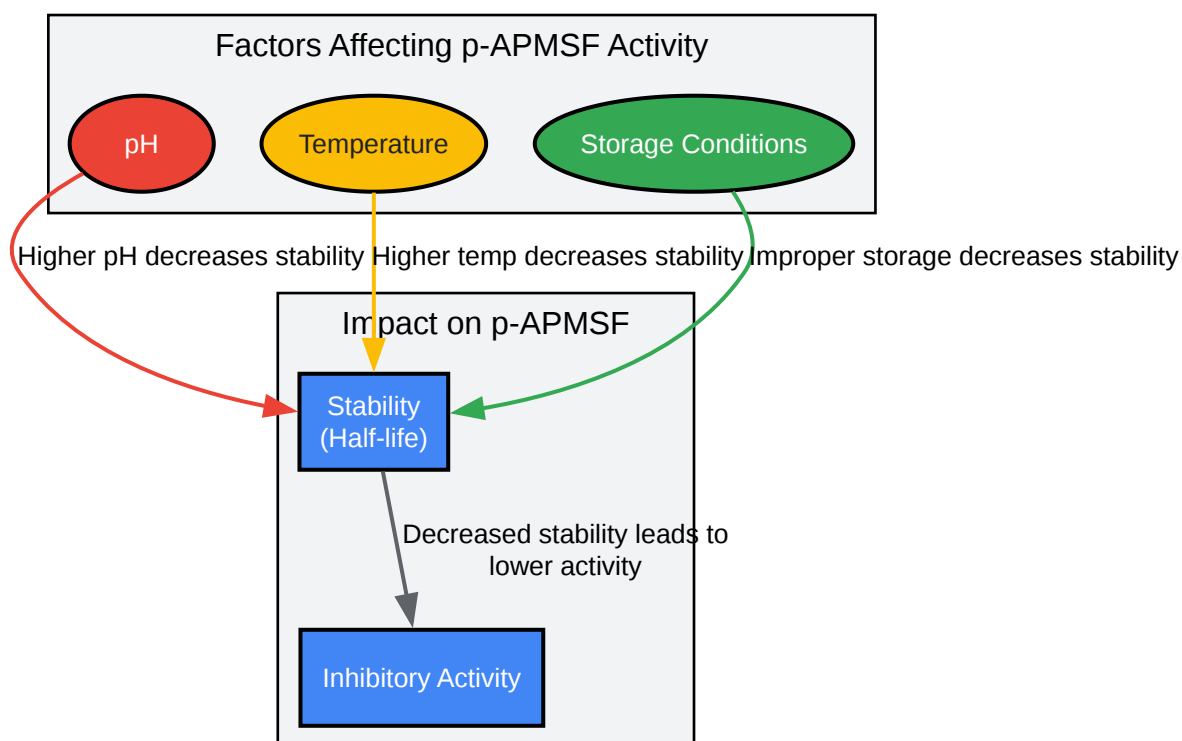 Factors Affecting p-APMSF Activity
pH
Temperature
Storage Conditions
Higher pH decreases stability
Higher temp decreases stability
Improper storage decreases stability
Impact on p-APMSF
Stability
(Half-life)
Decreased stability leads to
lower activity
Inhibitory Activity